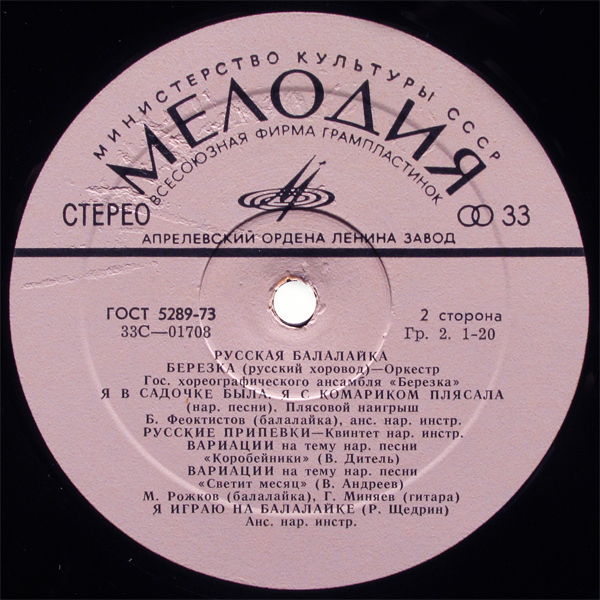 МИНИСТЕРСТВО КУЛЬТУРЫ СССР
МЕЛОДИЯ
ВСЕСОЮЗНАЯ ФИРМА ГРАМПЛАСТИНОК
СТЕРЕО
33
АПРЕЛЕВСКИЙ ОРДЕНА ЛЕНИНА ЗАВОД
ГОСТ 5289-73
2 сторона
33С—01708
Гр. 2. 1-20
РУССКАЯ БАЛАЛАЙКА
БЕРЕЗКА (русский хоровод)—Оркестр
Гос. хореографического ансамбля «Березка»
Я В САДОЧКЕ БЫЛА, Я С КОМАРИКОМ ПЛЯСАЛА
(нар. песни), Плясовой наигрыш
Б. Феоктистов (балалайка), анс. нар. инстр.
РУССКИЕ ПРИПЕВКИ—Квинтет нар. инстр.
ВАРИАЦИИ на тему нар. песни
«Коробейники» (В. Дитель)
ВАРИАЦИИ на тему нар. песни
«Светит месяц» (В. Андреев)
М. Рожков (балалайка), Г. Миняев (гитара)
Я ИГРАЮ НА БАЛАЛАЙКЕ (Р. Щедрин)
Анс. нар. инстр.